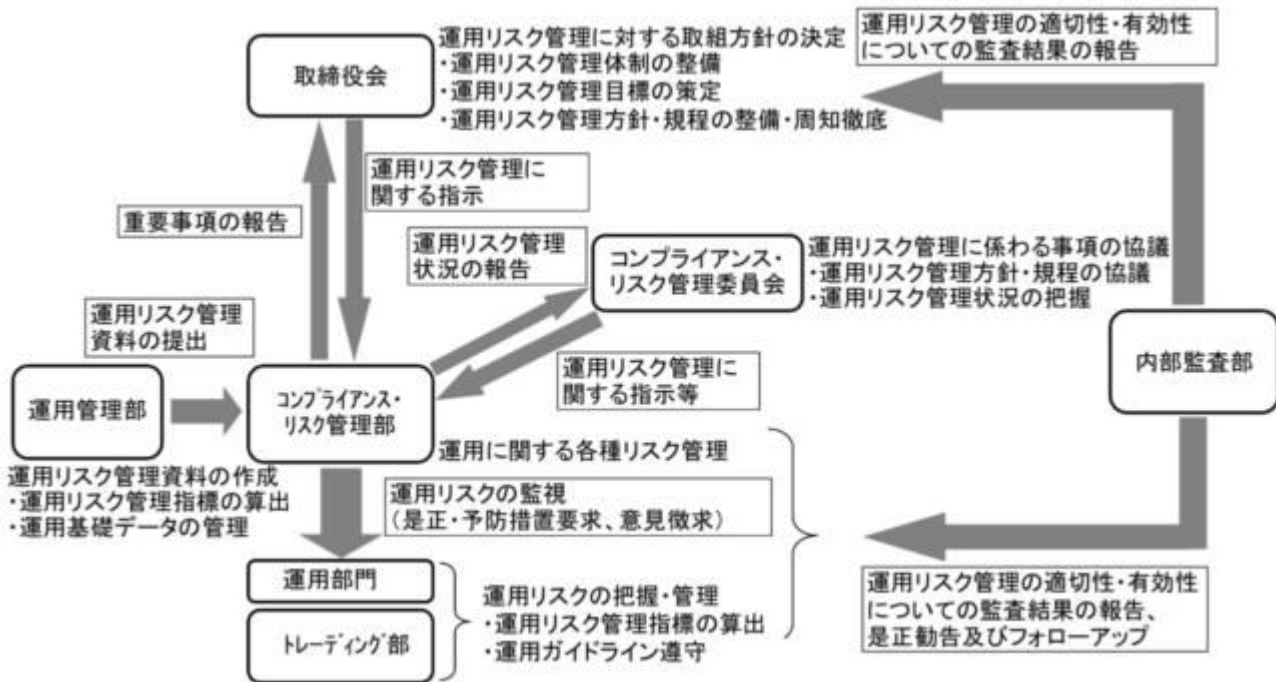 取締役会
運用リスク管理に対する取組方針の決定
・運用リスク管理体制の整備
・運用リスク管理目標の策定
・運用リスク管理方針・規程の整備・周知徹底
運用リスク管理の適切性・有効性
についての監査結果の報告
運用リスク管理に
関する指示
重要事項の報告
運用リスク管理
状況の報告
コンプライアンス・
リスク管理委員会
運用リスク管理に係わる事項の協議
・運用リスク管理方針・規程の協議
・運用リスク管理状況の把握
運用リスク管理
資料の提出
運用リスク管理に
関する指示等
内部監査部
運用管理部
コンプライアンス・
リスク管理部
運用に関する各種リスク管理
運用リスク管理資料の作成
・運用リスク管理指標の算出
・運用基礎データの管理
運用リスクの監視
（是正・予防措置要求、意見徴求）
運用部門
トレーディング部
運用リスクの把握・管理
・運用リスク管理指標の算出
・運用ガイドライン遵守
運用リスク管理の適切性・有効性
についての監査結果の報告、
是正勧告及びフォローアップ